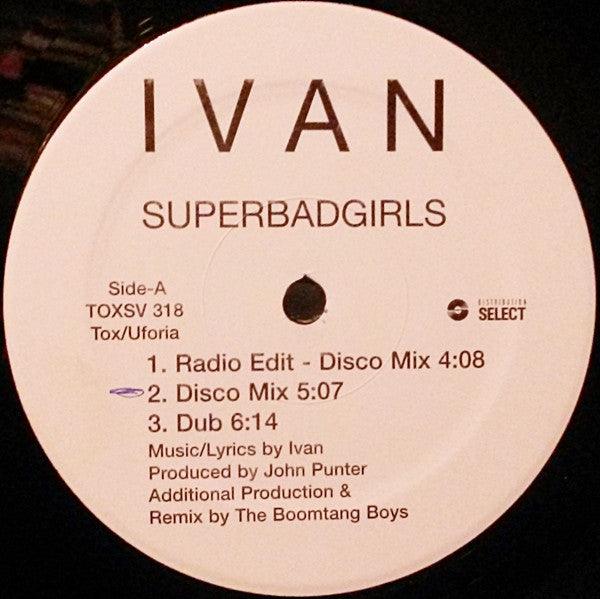 IVAN
SUPERBADGIRLS
Side-A
TOXSV 318
Tox/Uforia
DISTRIBUTION
SELECT
1. Radio Edit - Disco Mix 4:08
2. Disco Mix 5:07
3. Dub 6:14
Music/Lyrics by Ivan
Produced by John Punter
Additional Production &
Remix by The Boomtang Boys